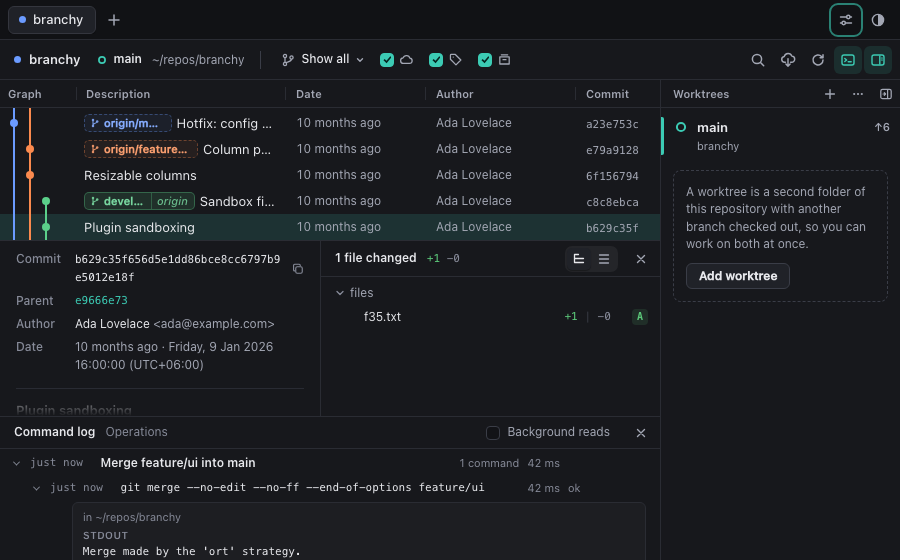 branchy
branchy main ~/repos/branchy Show all
Graph Description Date Author Commit
origin/m... Hotfix: config ... 10 months ago Ada Lovelace a23e753c
origin/feature... Column p... 10 months ago Ada Lovelace e79a9128
Resizable columns 10 months ago Ada Lovelace 6f156794
devel... origin Sandbox fi... 10 months ago Ada Lovelace c8c8ebca
Plugin sandboxing 10 months ago Ada Lovelace b629c35f
Commit b629c35f656d5e1dd86bce8cc6797b9
e5012e18f
Parent e9666e73
Author Ada Lovelace <ada@example.com>
Date 10 months ago · Friday, 9 Jan 2026
16:00:00 (UTC+06:00)
Plugin sandboxing
1 file changed +1 −0
files
f35.txt +1 −0 A
Command log Operations Background reads
just now Merge feature/ui into main 1 command 42 ms
just now git merge --no-edit --no-ff --end-of-options feature/ui 42 ms ok
in ~/repos/branchy
STDOUT
Merge made by the 'ort' strategy.
Worktrees
main ↑6
branchy
A worktree is a second folder of
this repository with another
branch checked out, so you can
work on both at once.
Add worktree